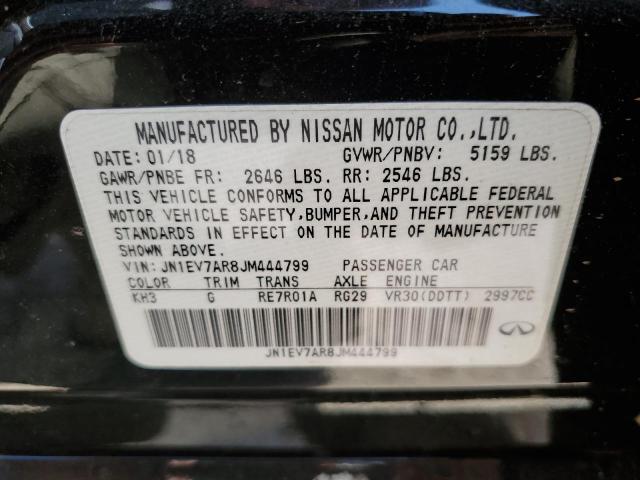 MANUFACTURED BY NISSAN MOTOR CO.,LTD.
DATE: 01/18 GVWR/PNBV: 5159 LBS.
GAWR/PNBE FR: 2646 LBS. RR: 2546 LBS.
THIS VEHICLE CONFORMS TO ALL APPLICABLE FEDERAL
MOTOR VEHICLE SAFETY,BUMPER,AND THEFT PREVENTION
STANDARDS IN EFFECT ON THE DATE OF MANUFACTURE
SHOWN ABOVE.
VIN: JN1EV7AR8JM444799 PASSENGER CAR
COLOR TRIM TRANS AXLE ENGINE
KH3 G RE7R01A RG29 VR30(DDTT) 2997CC
JN1EV7AR8JM444799